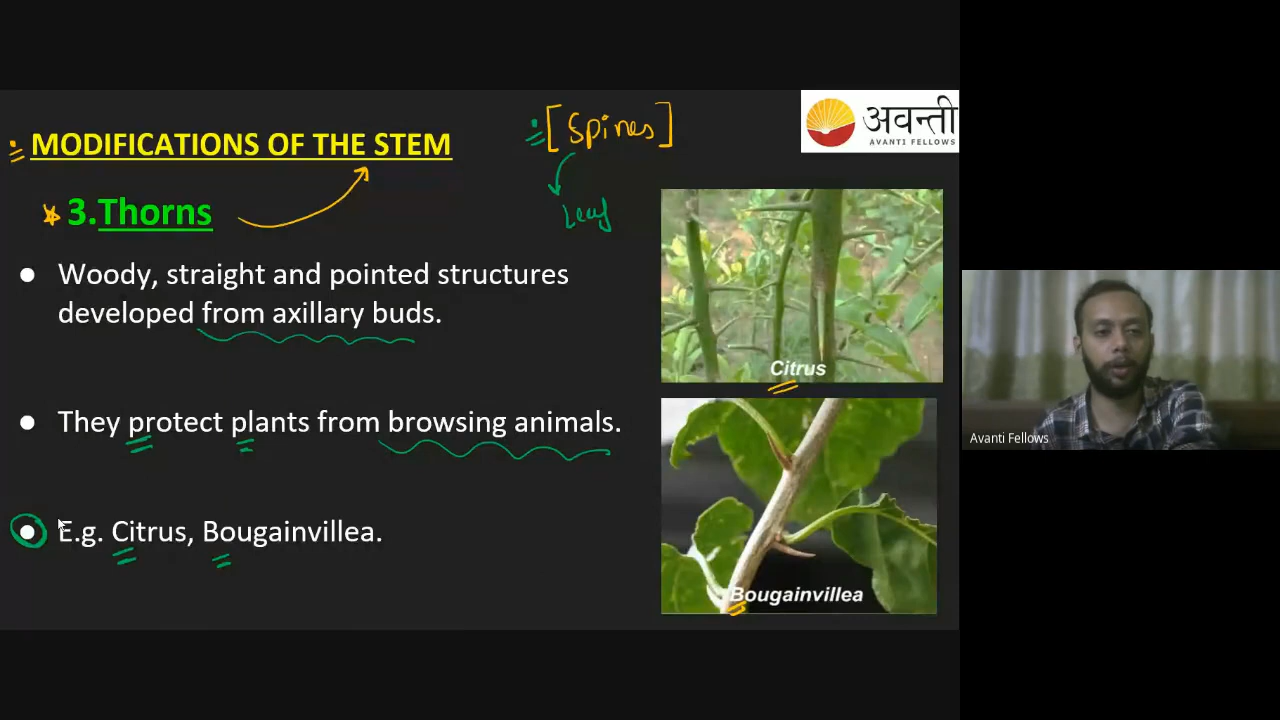 MODIFICATIONS OF THE STEM
[Spines]
Leaf
अवन्ती
AVANTI FELLOWS
3.Thorns
● Woody, straight and pointed structures
developed from axillary buds.
● They protect plants from browsing animals.
● E.g. Citrus, Bougainvillea.
Citrus
Bougainvillea
Avanti Fellows